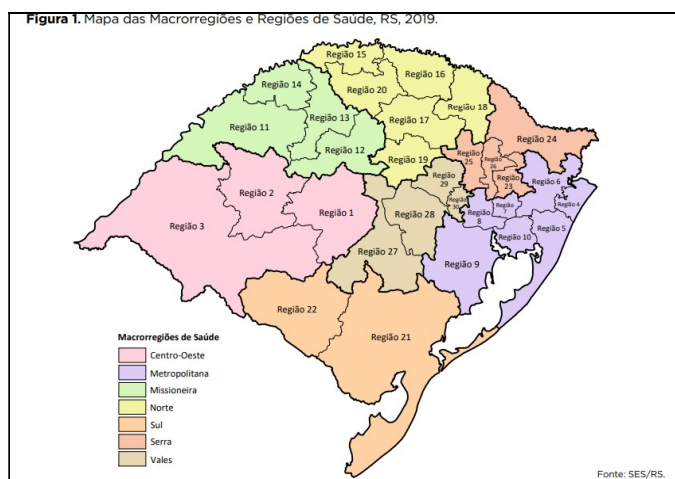 Figura 1. Mapa das Macrorregiões e Regiões de Saúde, RS, 2019.
Região 15
Região 16
Região 14
Região 20
Região 18
Região 13
Região 17
Região 11
Região 24
Região 12
Região 19
Região 25
Região 26
Região 23
Região 29
Região 6
Região 2
Região 30
Região 4
Região 7
Região 1
Região 28
Região 8
Região 3
Região 5
Região 10
Região 27
Região 9
Região 22
Região 21
Macrorregiões de Saúde
Centro-Oeste
Metropolitana
Missioneira
Norte
Sul
Serra
Vales
Fonte: SES/RS.